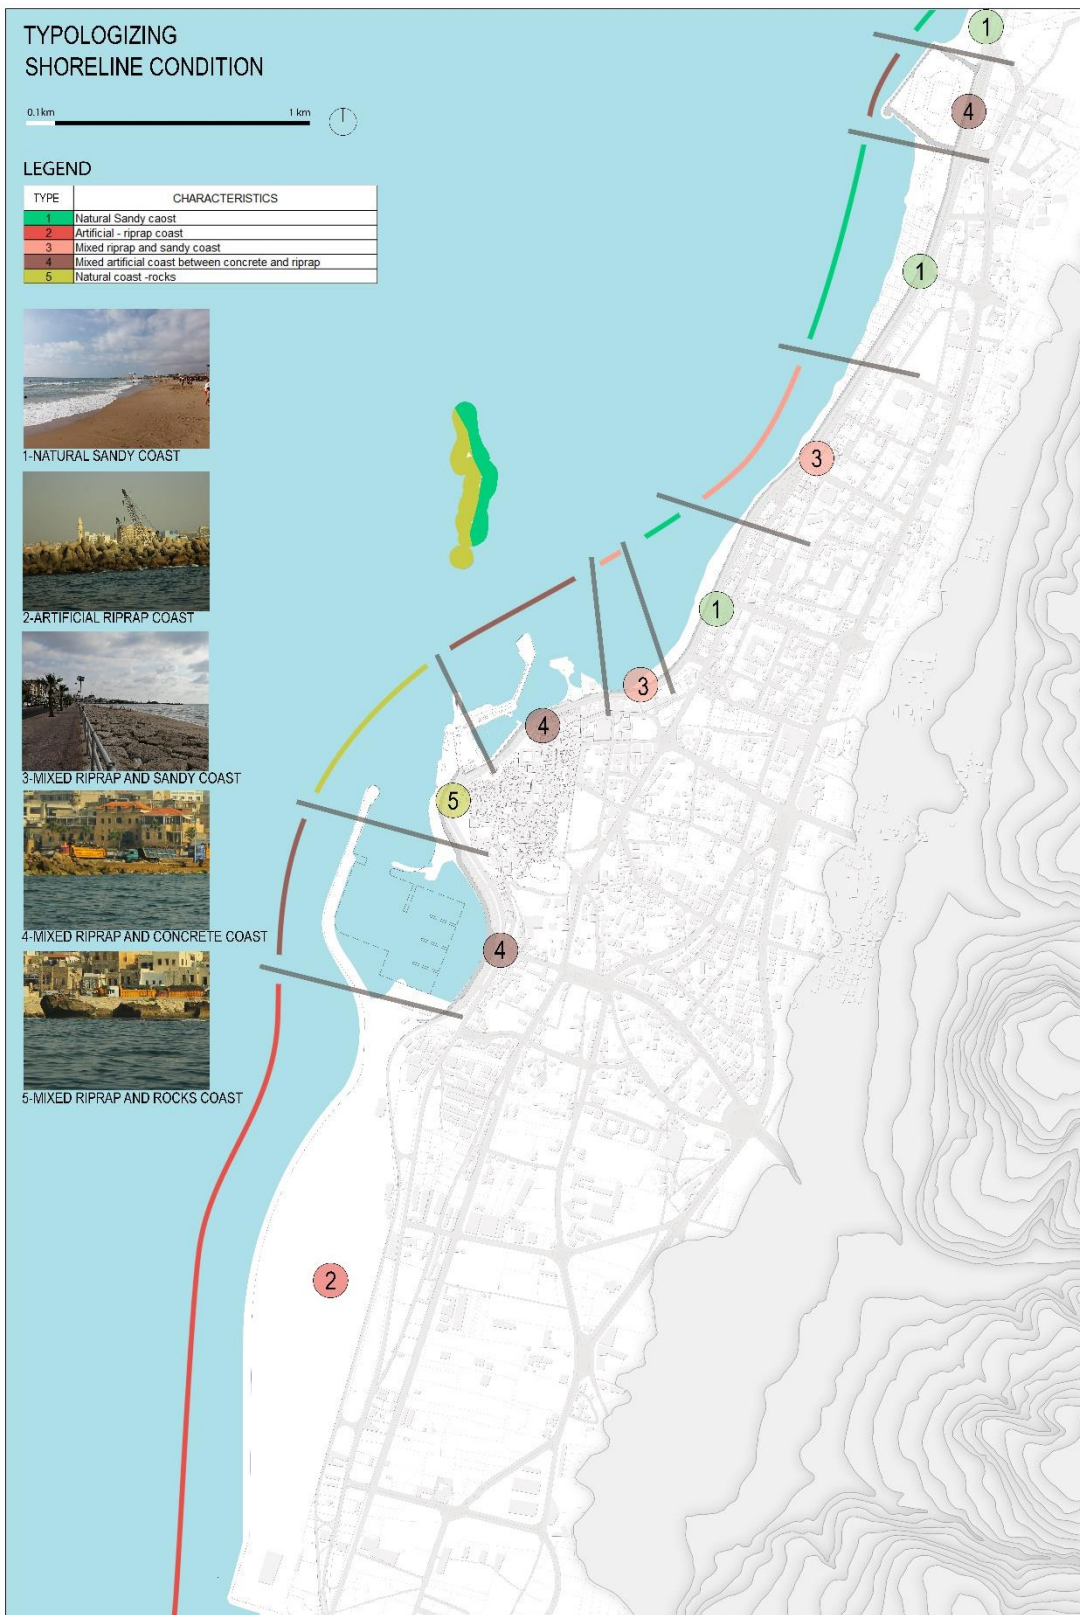 TYPOLOGIZING
SHORELINE CONDITION
0.1km 1 km
LEGEND
TYPE CHARACTERISTICS
1 Natural Sandy caost
2 Artificial - riprap coast
3 Mixed riprap and sandy coast
4 Mixed artificial coast between concrete and riprap
5 Natural coast -rocks
1-NATURAL SANDY COAST
2-ARTIFICIAL RIPRAP COAST
3-MIXED RIPRAP AND SANDY COAST
4-MIXED RIPRAP AND CONCRETE COAST
5-MIXED RIPRAP AND ROCKS COAST
1
4
1
3
1
3
4
5
4
2